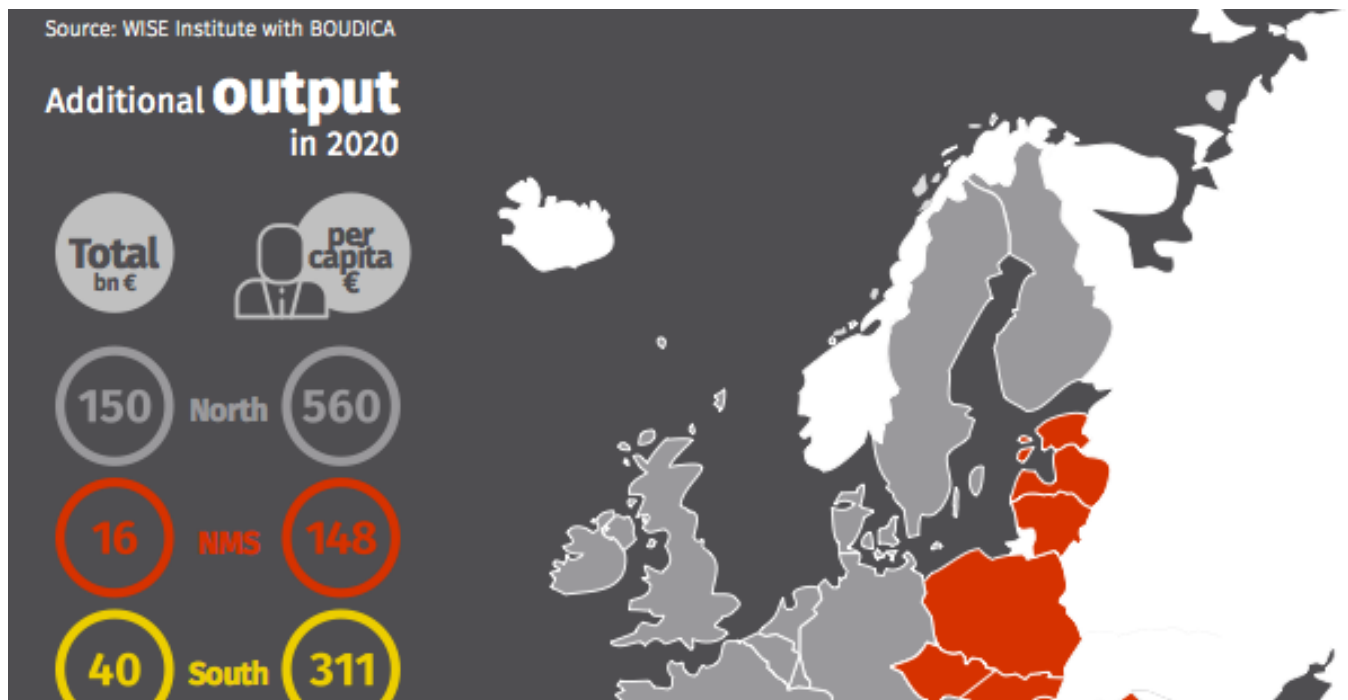 Source: WISE Institute with BOUDICA
Additional output
in 2020
Total
bn €
per
capita
€
150 North 560
16 NMS 148
40 South 311